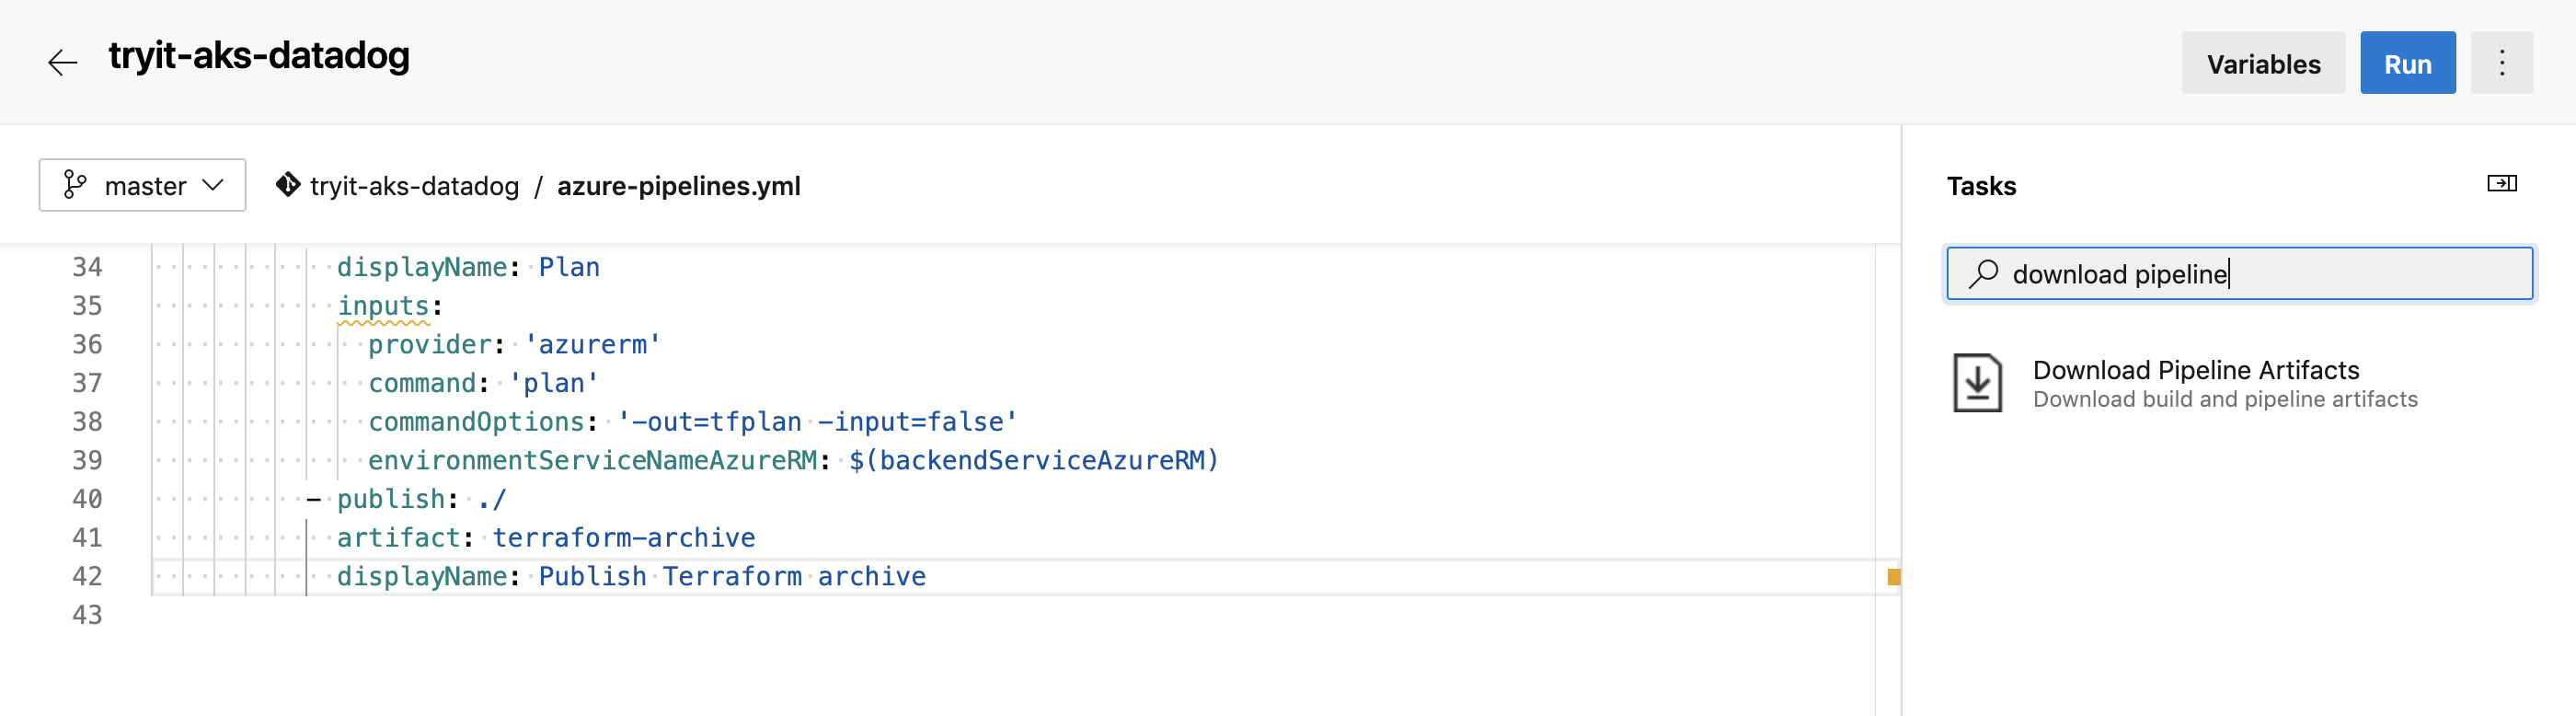 tryit-aks-datadog
Variables
Run
master
tryit-aks-datadog / azure-pipelines.yml
34 displayName: Plan
35 inputs:
36 provider: 'azurerm'
37 command: 'plan'
38 commandOptions: '-out=tfplan -input=false'
39 environmentServiceNameAzureRM: $(backendServiceAzureRM)
40 - publish: ./
41 artifact: terraform-archive
42 displayName: Publish Terraform archive
43
Tasks
download pipeline
Download Pipeline Artifacts
Download build and pipeline artifacts